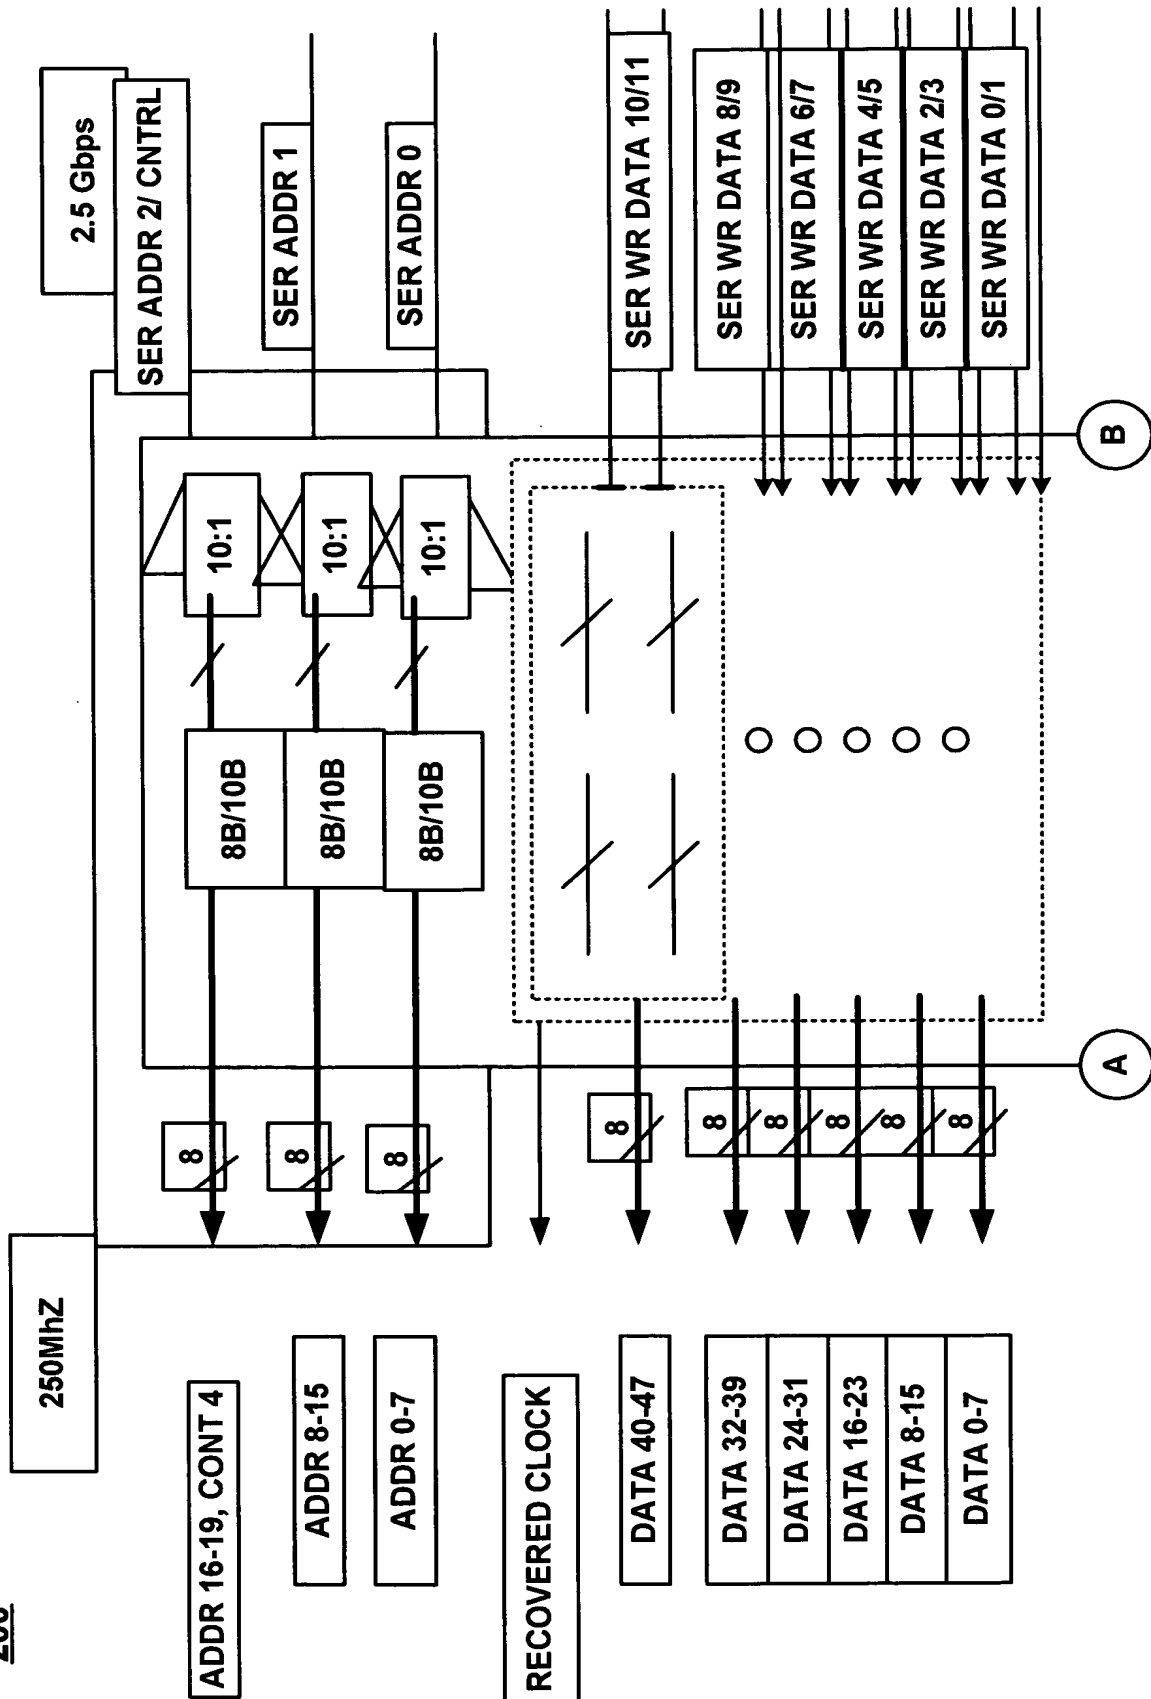 250MhZ
2.5 Gbps
SER ADDR 2/ CNTRL
ADDR 16-19, CONT 4
8
8B/10B
10:1
SER ADDR 1
ADDR 8-15
8
8B/10B
10:1
SER ADDR 0
ADDR 0-7
8
8B/10B
10:1
RECOVERED CLOCK
DATA 40-47
8
SER WR DATA 10/11
DATA 32-39
8
SER WR DATA 8/9
DATA 24-31
8
SER WR DATA 6/7
DATA 16-23
8
SER WR DATA 4/5
DATA 8-15
8
SER WR DATA 2/3
DATA 0-7
8
SER WR DATA 0/1
A
B